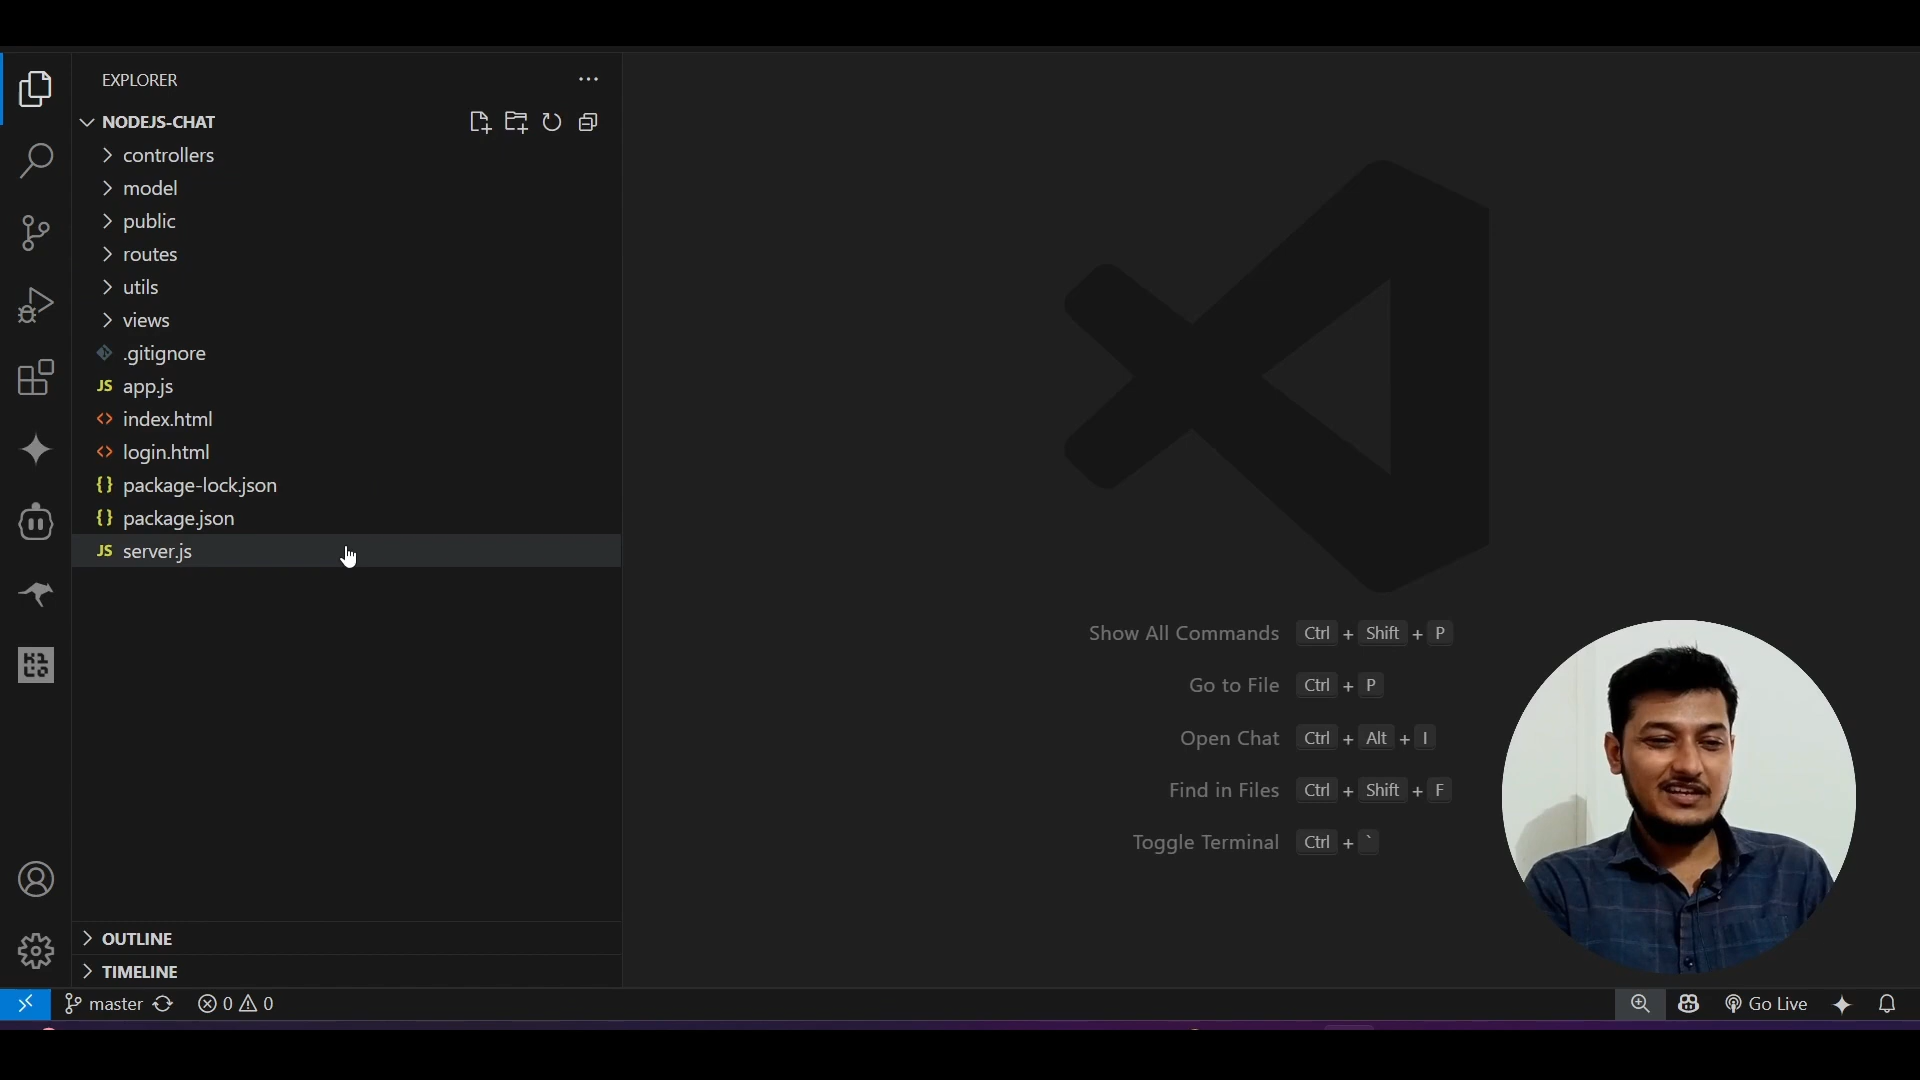 EXPLORER
NODEJS-CHAT
controllers
model
public
routes
utils
views
.gitignore
JS app.js
<> index.html
<> login.html
{} package-lock.json
{} package.json
JS server.js
OUTLINE
TIMELINE
Show All Commands Ctrl + Shift + P
Go to File Ctrl + P
Open Chat Ctrl + Alt + I
Find in Files Ctrl + Shift + F
Toggle Terminal Ctrl + `
master 0 0 Go Live